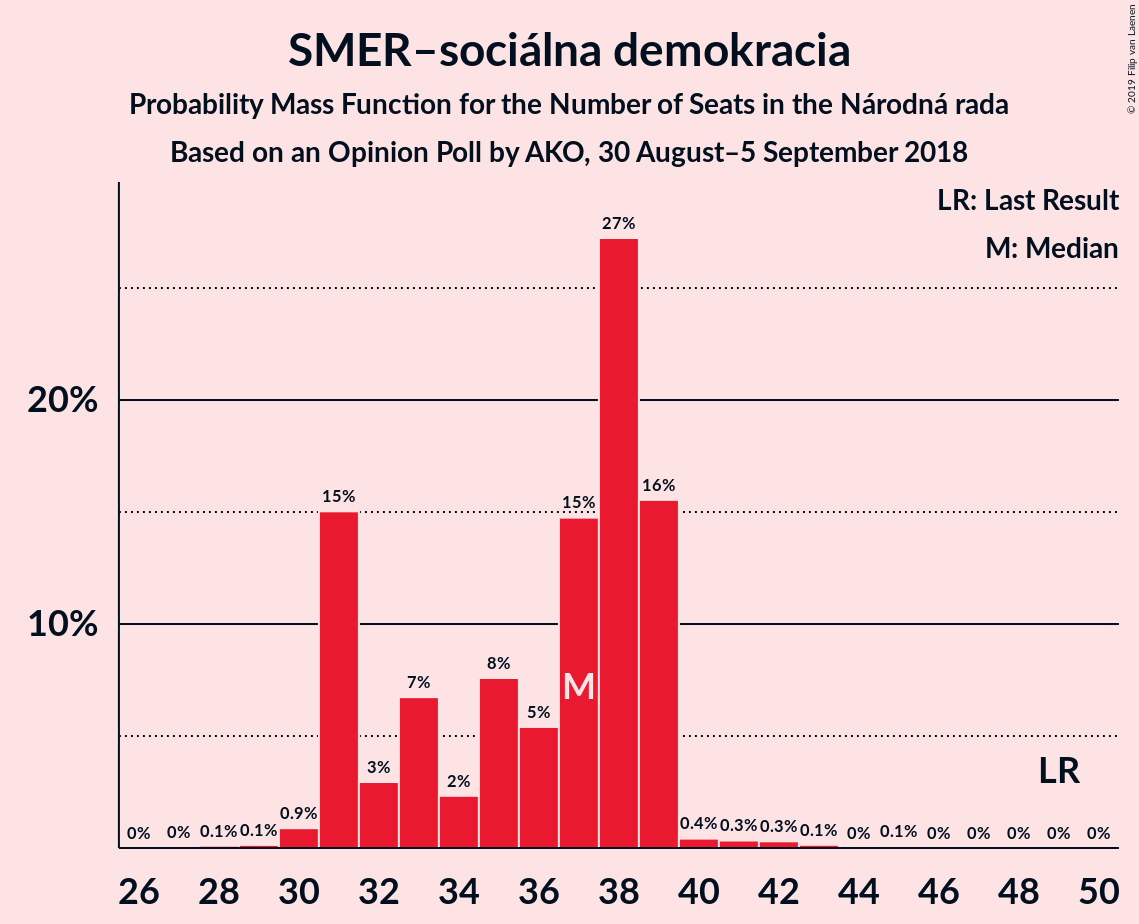 SMER–sociálna demokracia
Probability Mass Function for the Number of Seats in the Národná rada
Based on an Opinion Poll by AKO, 30 August–5 September 2018
© 2019 Filip van Laenen
LR: Last Result
M: Median
20%
10%
0% 0% 0.1% 0.1% 0.9% 15% 3% 7% 2% 8% 5% 15% 27% 16% 0.4% 0.3% 0.3% 0.1% 0% 0.1% 0% 0% 0% 0% 0%
M
LR
26 28 30 32 34 36 38 40 42 44 46 48 50